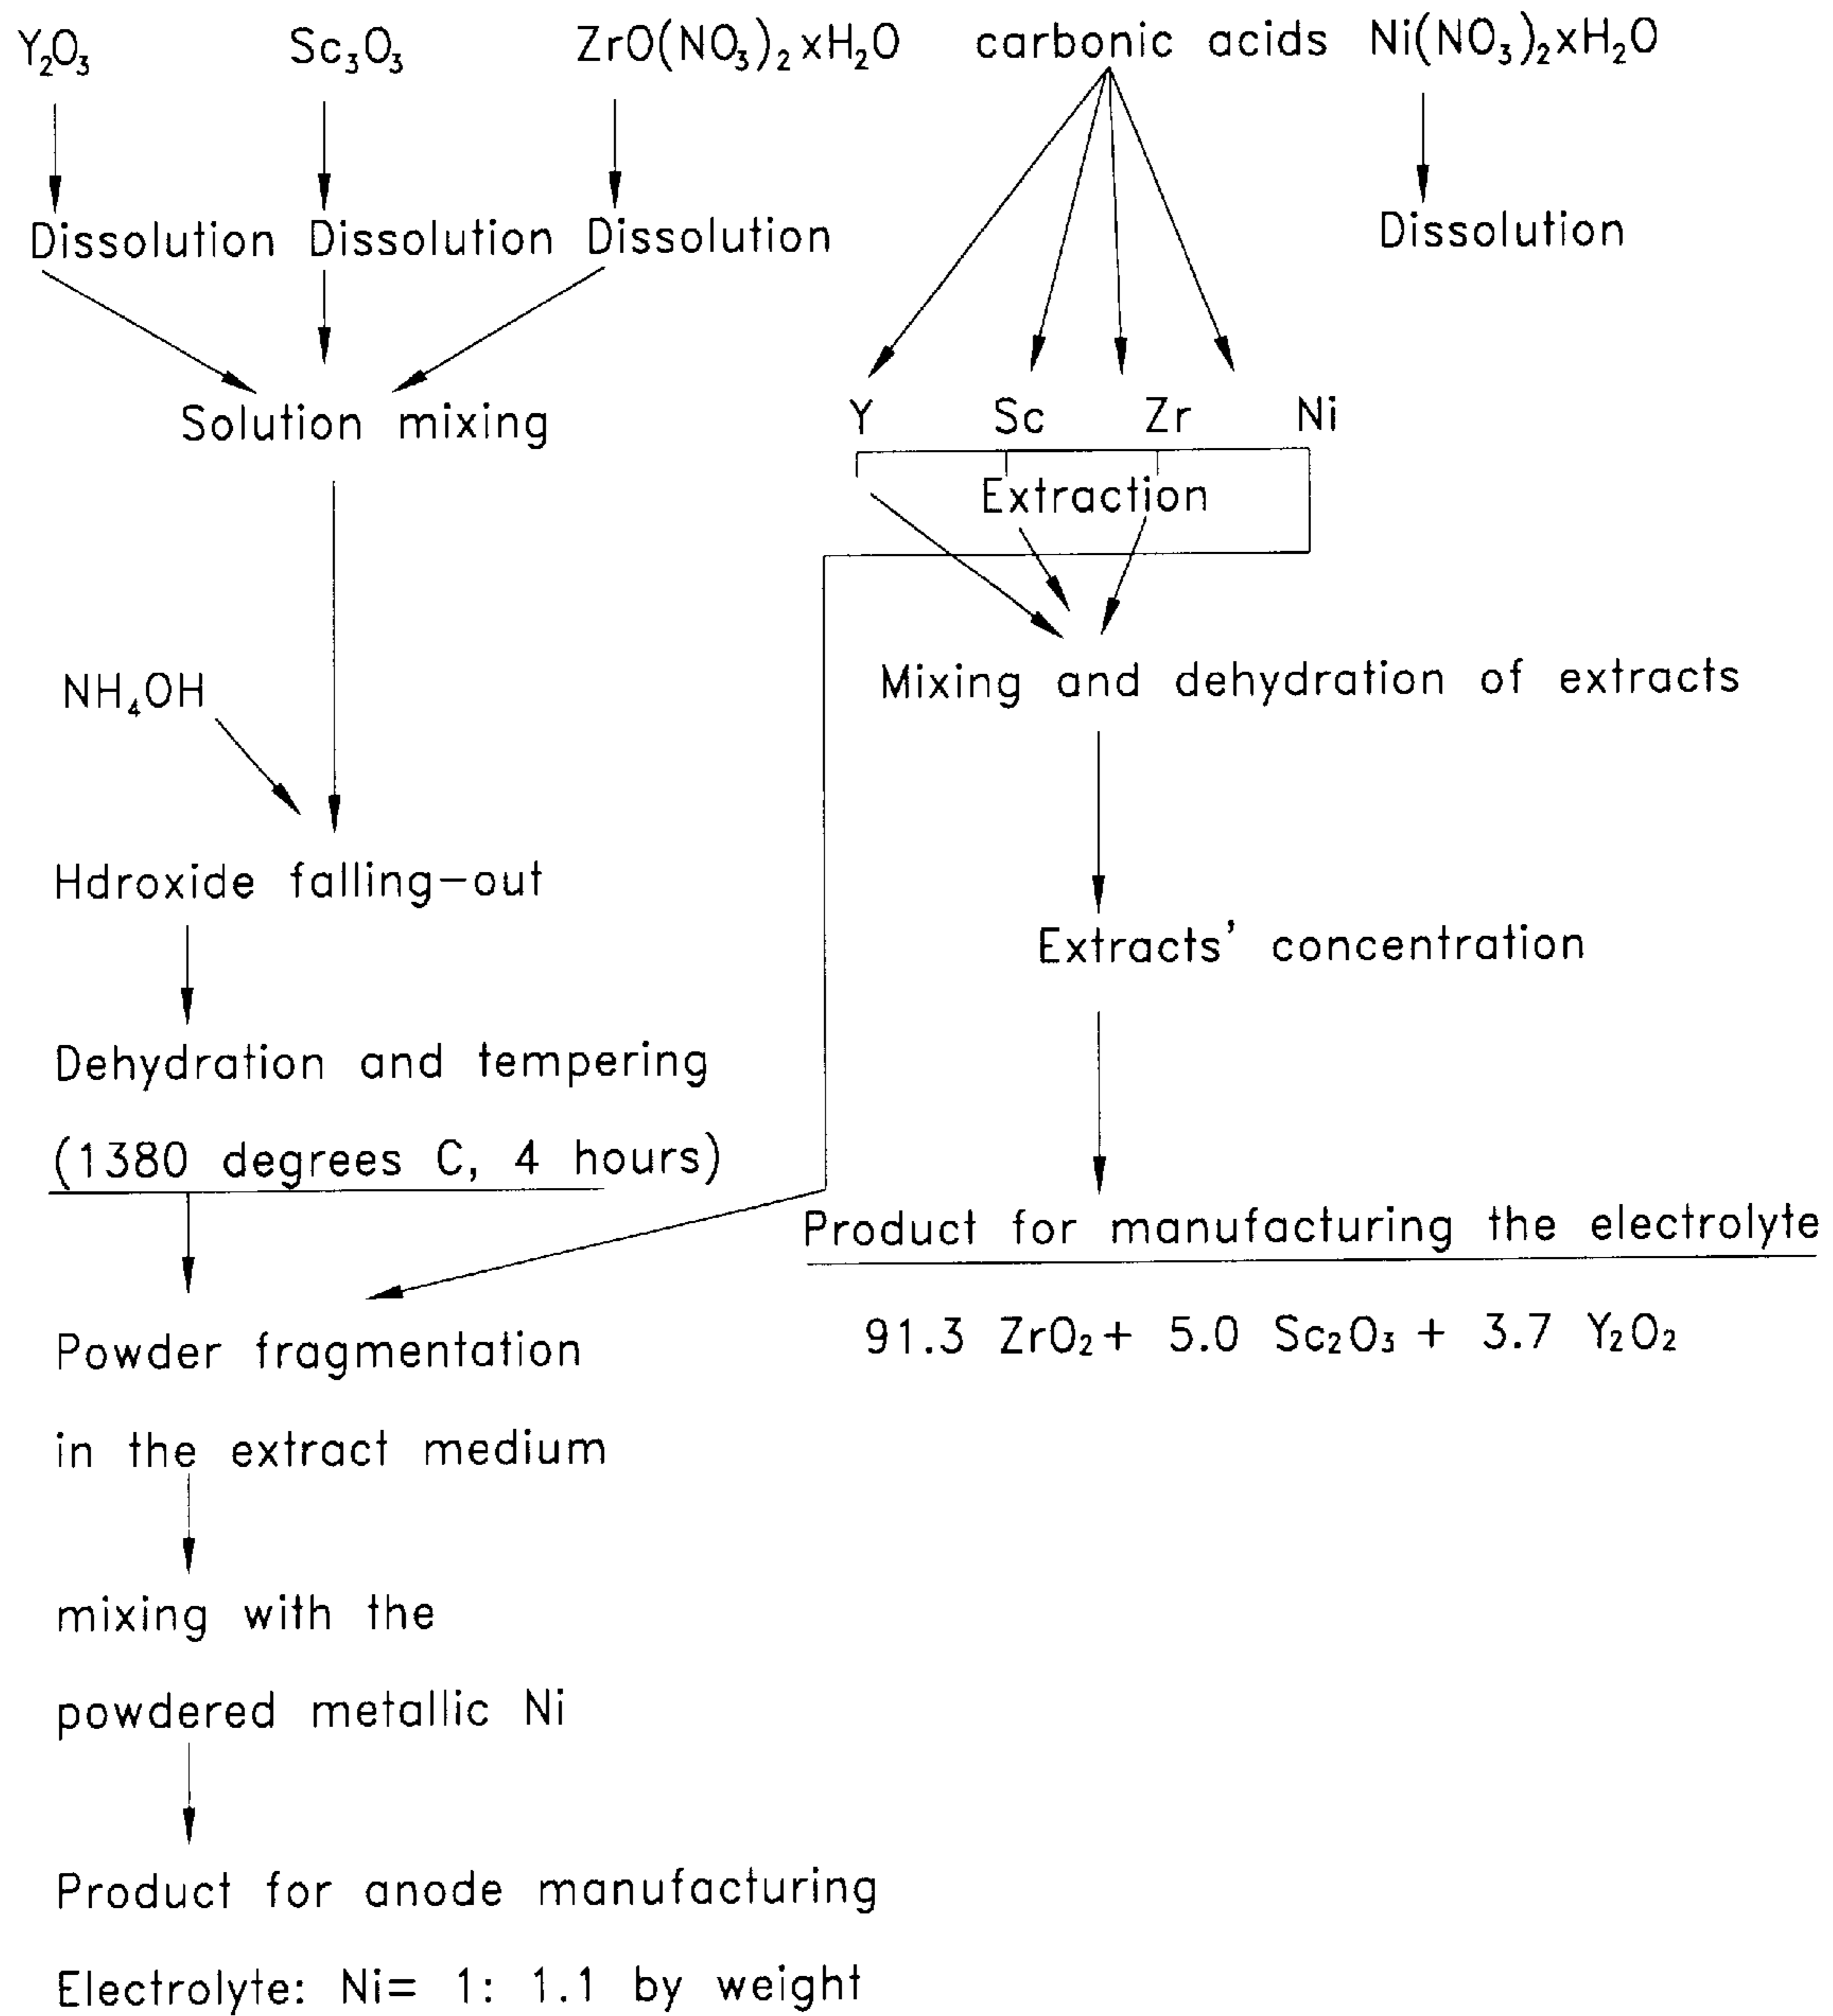 Y₂O₃ Sc₃O₃ ZrO(NO₃)₂xH₂O carbonic acids Ni(NO₃)₂xH₂O
Dissolution Dissolution Dissolution Dissolution
Solution mixing Y Sc Zr Ni
Extraction
NH₄OH Mixing and dehydration of extracts
Hdroxide falling-out
Extracts' concentration
Dehydration and tempering
(1380 degrees C, 4 hours)
Product for manufacturing the electrolyte
91.3 ZrO₂+ 5.0 Sc₂O₃ + 3.7 Y₂O₂
Powder fragmentation
in the extract medium
mixing with the
powdered metallic Ni
Product for anode manufacturing
Electrolyte: Ni= 1: 1.1 by weight